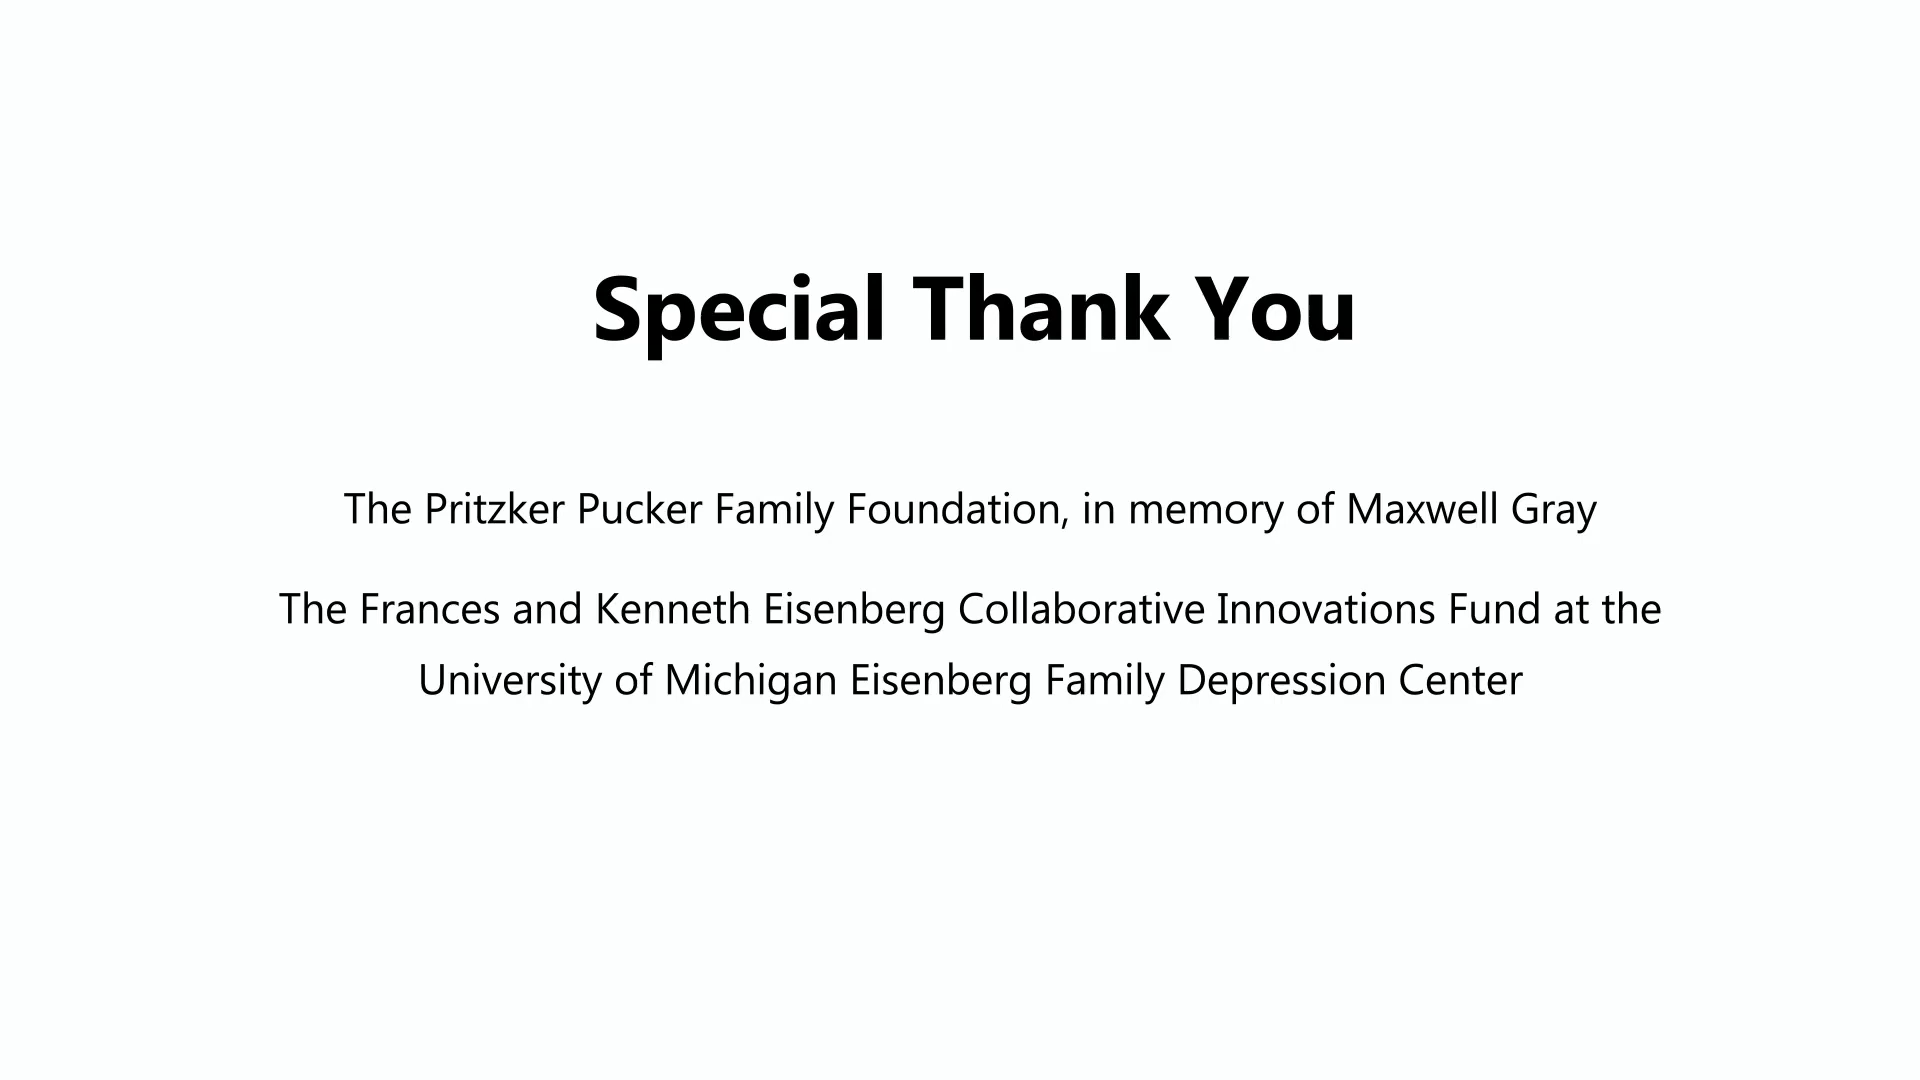 Special Thank You
The Pritzker Pucker Family Foundation, in memory of Maxwell Gray
The Frances and Kenneth Eisenberg Collaborative Innovations Fund at the
University of Michigan Eisenberg Family Depression Center